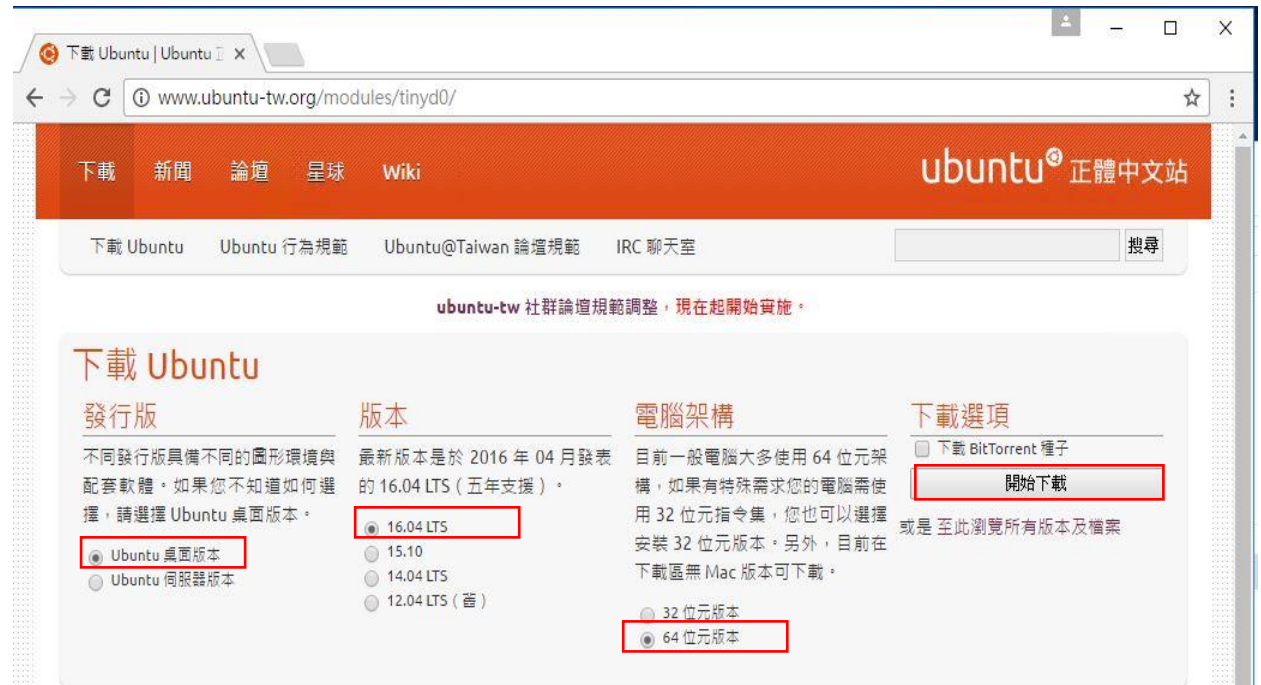 下載 Ubuntu | Ubuntu 正
www.ubuntu-tw.org/modules/tinyd0/
下載 新聞 論壇 星球 Wiki
ubuntu 正體中文站
下載 Ubuntu Ubuntu 行為規範 Ubuntu@Taiwan 論壇規範 IRC 聊天室 搜尋
ubuntu-tw 社群論壇規範調整，現在起開始實施。
下載 Ubuntu
發行版
不同發行版具備不同的圖形環境與
配套軟體。如果您不知道如何選
擇，請選擇 Ubuntu 桌面版本。
Ubuntu 桌面版本
Ubuntu 伺服器版本
版本
最新版本是於 2016 年 04 月發表
的 16.04 LTS（五年支援）。
16.04 LTS
15.10
14.04 LTS
12.04 LTS（舊）
電腦架構
目前一般電腦大多使用 64 位元架
構，如果有特殊需求您的電腦需使
用 32 位元指令集，您也可以選擇
安裝 32 位元版本。另外，目前在
下載區無 Mac 版本可下載。
32 位元版本
64 位元版本
下載選項
下載 BitTorrent 種子
開始下載
或是 至此瀏覽所有版本及檔案